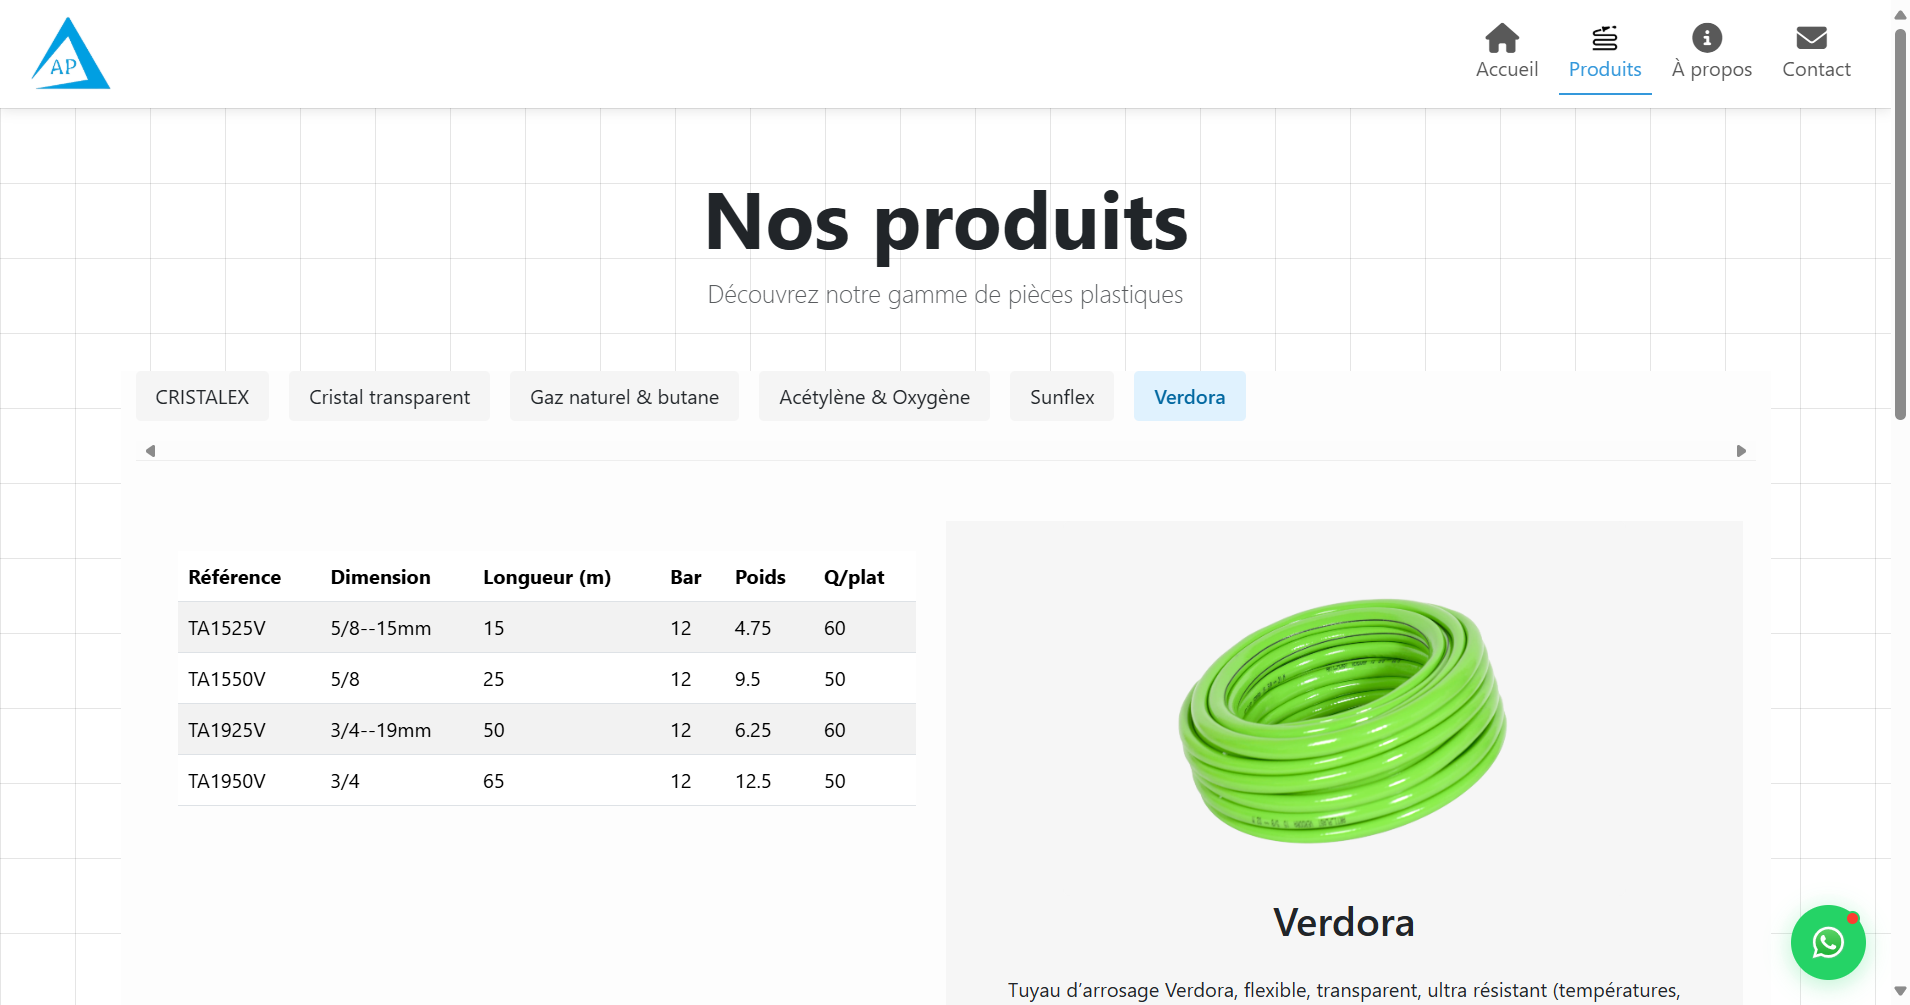 AP
Accueil
Produits
À propos
Contact
Nos produits
Découvrez notre gamme de pièces plastiques
CRISTALEX
Cristal transparent
Gaz naturel & butane
Acétylène & Oxygène
Sunflex
Verdora
Référence Dimension Longueur (m) Bar Poids Q/plat
TA1525V 5/8--15mm 15 12 4.75 60
TA1550V 5/8 25 12 9.5 50
TA1925V 3/4--19mm 50 12 6.25 60
TA1950V 3/4 65 12 12.5 50
Verdora
Tuyau d’arrosage Verdora, flexible, transparent, ultra résistant (températures,